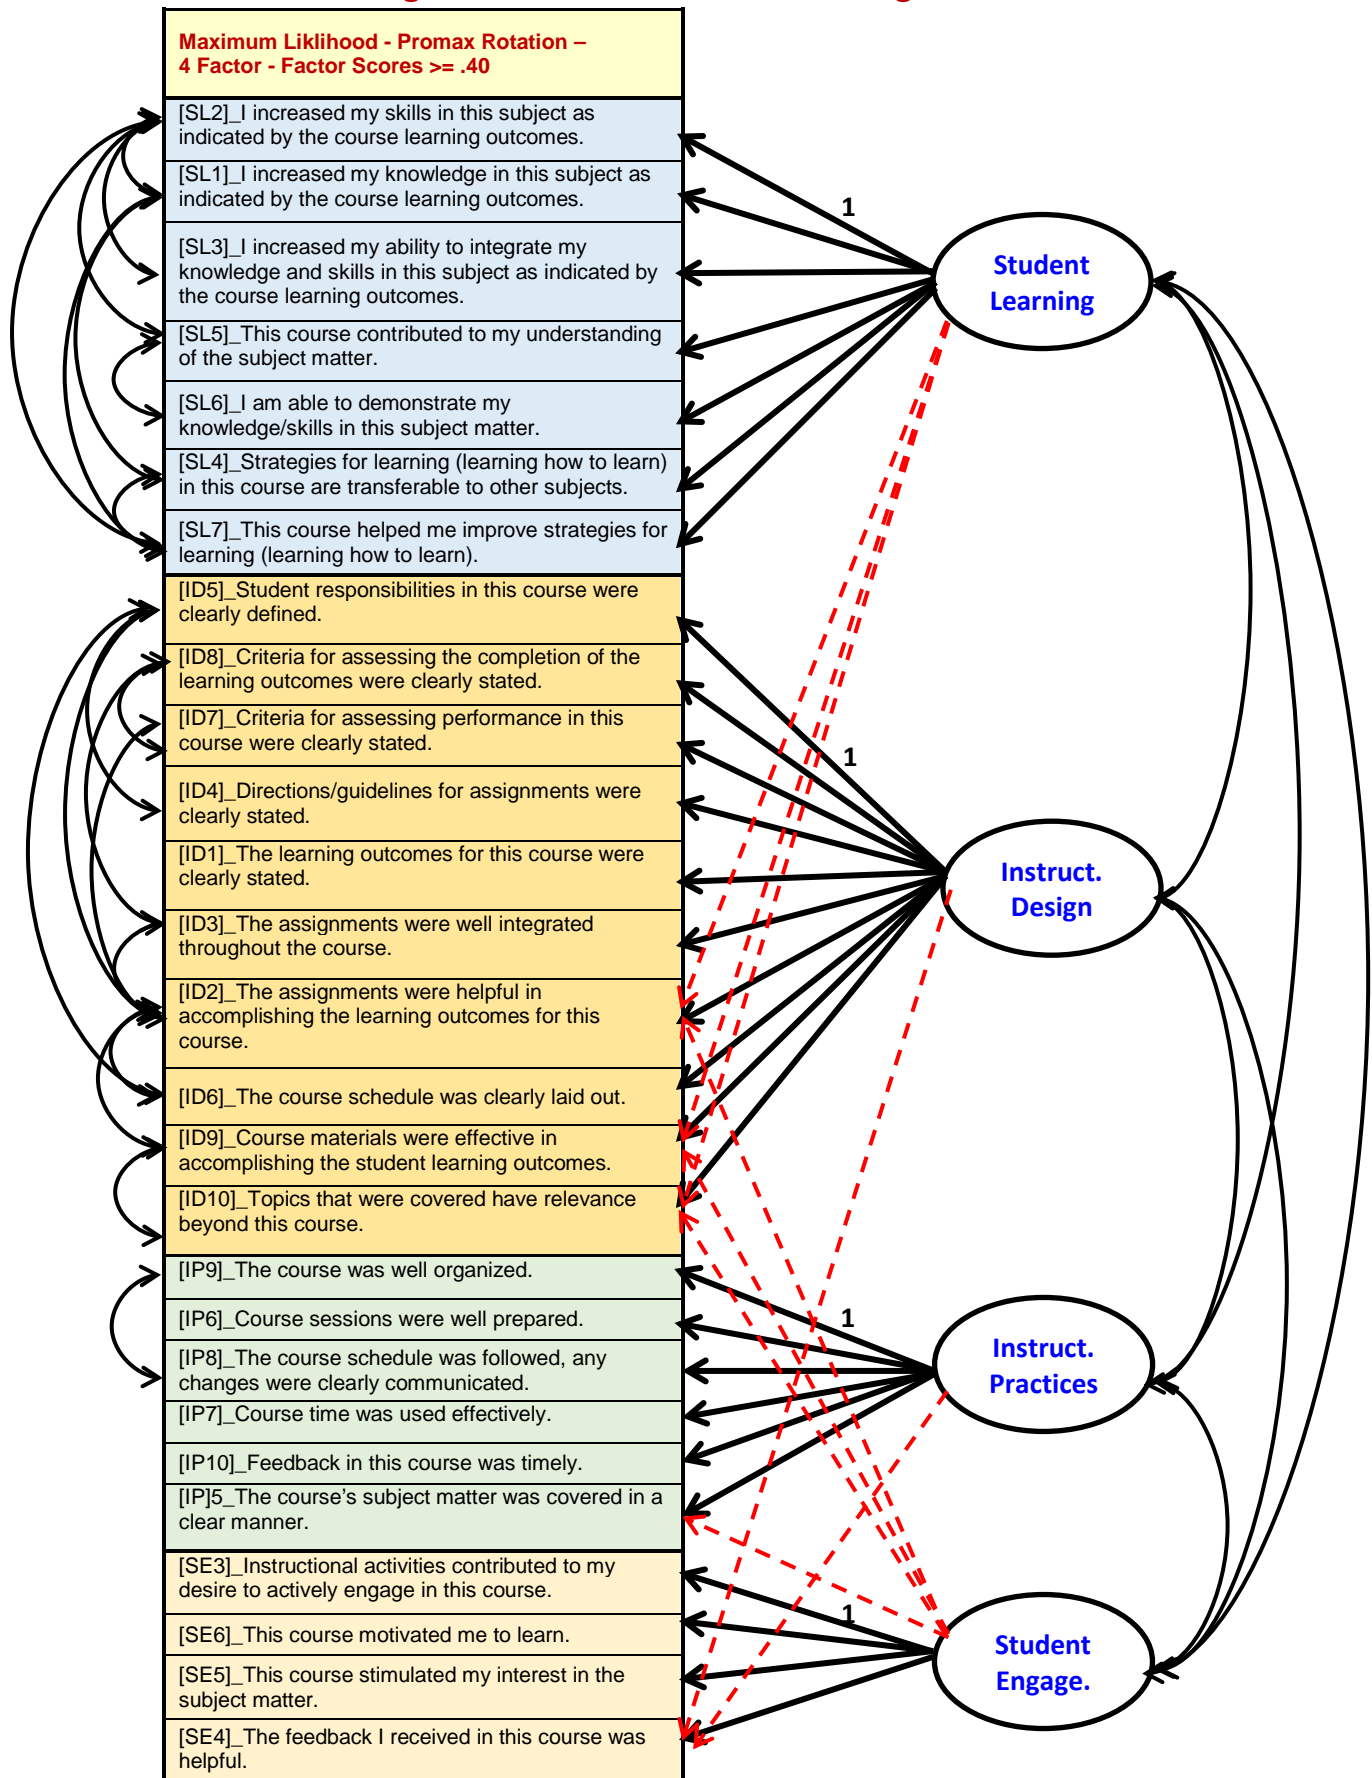 Maximum Liklihood - Promax Rotation –
4 Factor - Factor Scores >= .40
[SL2]_I increased my skills in this subject as
indicated by the course learning outcomes.
[SL1]_I increased my knowledge in this subject as
indicated by the course learning outcomes.
[SL3]_I increased my ability to integrate my
knowledge and skills in this subject as indicated by
the course learning outcomes.
[SL5]_This course contributed to my understanding
of the subject matter.
[SL6]_I am able to demonstrate my
knowledge/skills in this subject matter.
[SL4]_Strategies for learning (learning how to learn)
in this course are transferable to other subjects.
[SL7]_This course helped me improve strategies for
learning (learning how to learn).
1
Student
Learning
[ID5]_Student responsibilities in this course were
clearly defined.
[ID8]_Criteria for assessing the completion of the
learning outcomes were clearly stated.
[ID7]_Criteria for assessing performance in this
course were clearly stated.
[ID4]_Directions/guidelines for assignments were
clearly stated.
[ID1]_The learning outcomes for this course were
clearly stated.
[ID3]_The assignments were well integrated
throughout the course.
[ID2]_The assignments were helpful in
accomplishing the learning outcomes for this
course.
[ID6]_The course schedule was clearly laid out.
[ID9]_Course materials were effective in
accomplishing the student learning outcomes.
[ID10]_Topics that were covered have relevance
beyond this course.
1
Instruct.
Design
[IP9]_The course was well organized.
[IP6]_Course sessions were well prepared.
[IP8]_The course schedule was followed, any
changes were clearly communicated.
[IP7]_Course time was used effectively.
[IP10]_Feedback in this course was timely.
[IP]5_The course’s subject matter was covered in a
clear manner.
1
Instruct.
Practices
[SE3]_Instructional activities contributed to my
desire to actively engage in this course.
[SE6]_This course motivated me to learn.
[SE5]_This course stimulated my interest in the
subject matter.
[SE4]_The feedback I received in this course was
helpful.
1
Student
Engage.